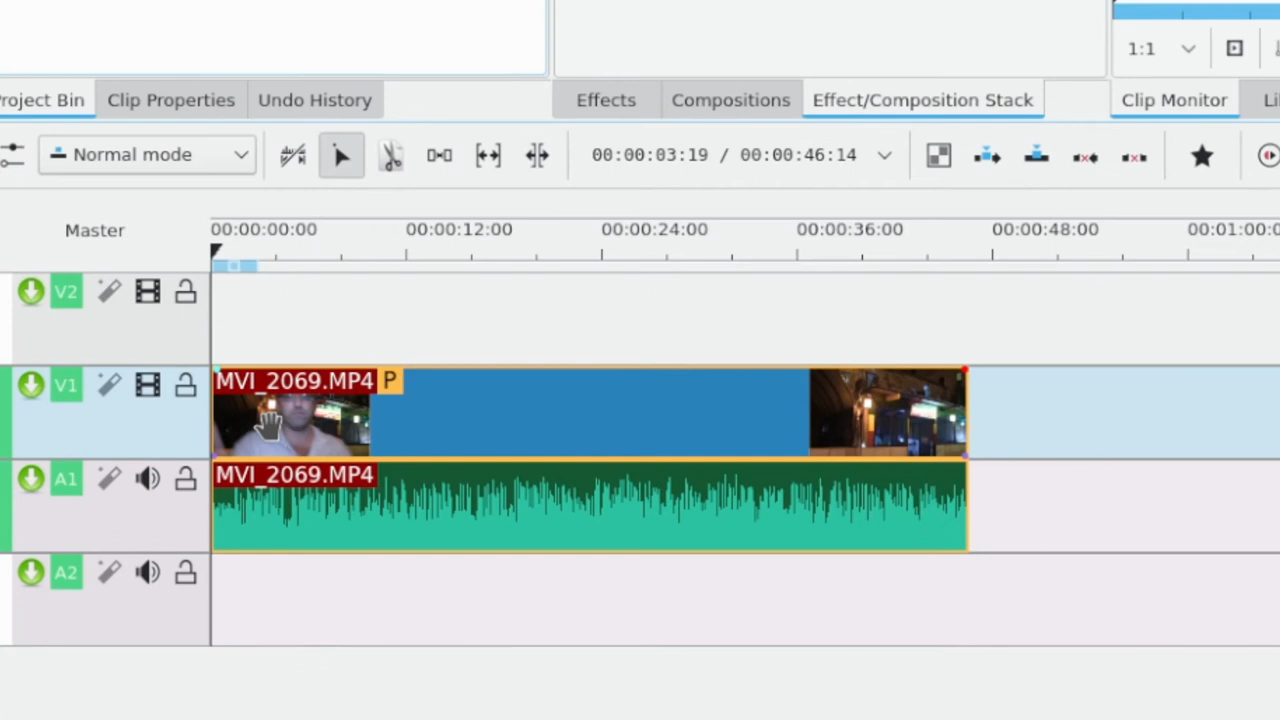 1:1
Project Bin Clip Properties Undo History Effects Compositions Effect/Composition Stack Clip Monitor
Normal mode 00:00:03:19 / 00:00:46:14
Master 00:00:00:00 00:00:12:00 00:00:24:00 00:00:36:00 00:00:48:00 00:01:00:0
V2
V1 MVI_2069.MP4 P
A1 MVI_2069.MP4
A2